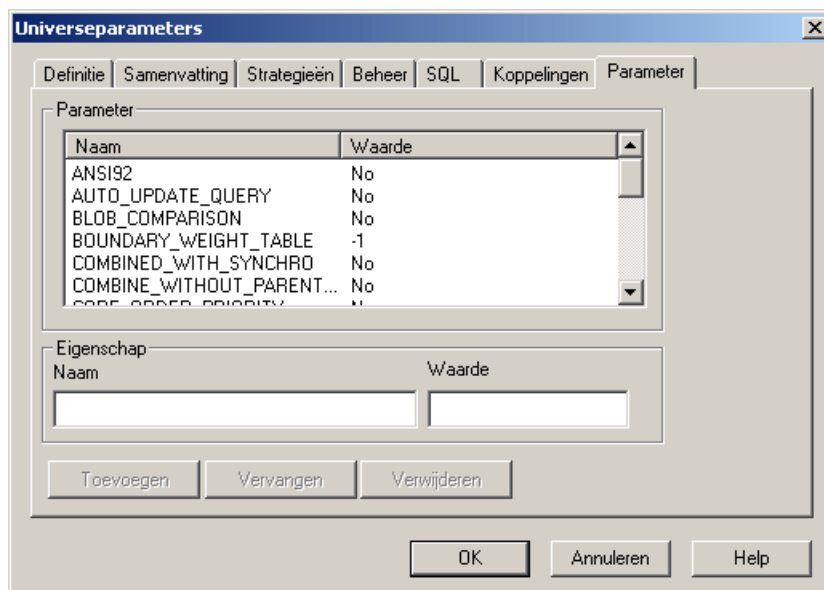 Universeparameters
Definitie Samenvatting Strategieën Beheer SQL Koppelingen Parameter
Parameter
Naam Waarde
ANSI92 No
AUTO_UPDATE_QUERY No
BLOB_COMPARISON No
BOUNDARY_WEIGHT_TABLE -1
COMBINED_WITH_SYNCHRO No
COMBINE_WITHOUT_PARENT... No
Eigenschap
Naam Waarde
Toevoegen Vervangen Verwijderen
OK Annuleren Help